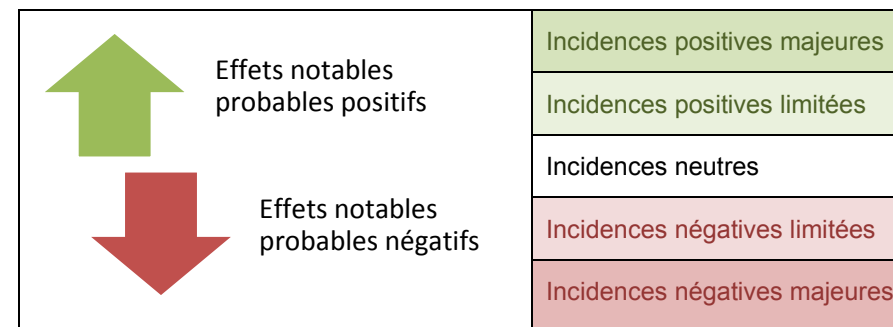 Effets notables
probables positifs
Effets notables
probables négatifs
Incidences positives majeures
Incidences positives limitées
Incidences neutres
Incidences négatives limitées
Incidences négatives majeures